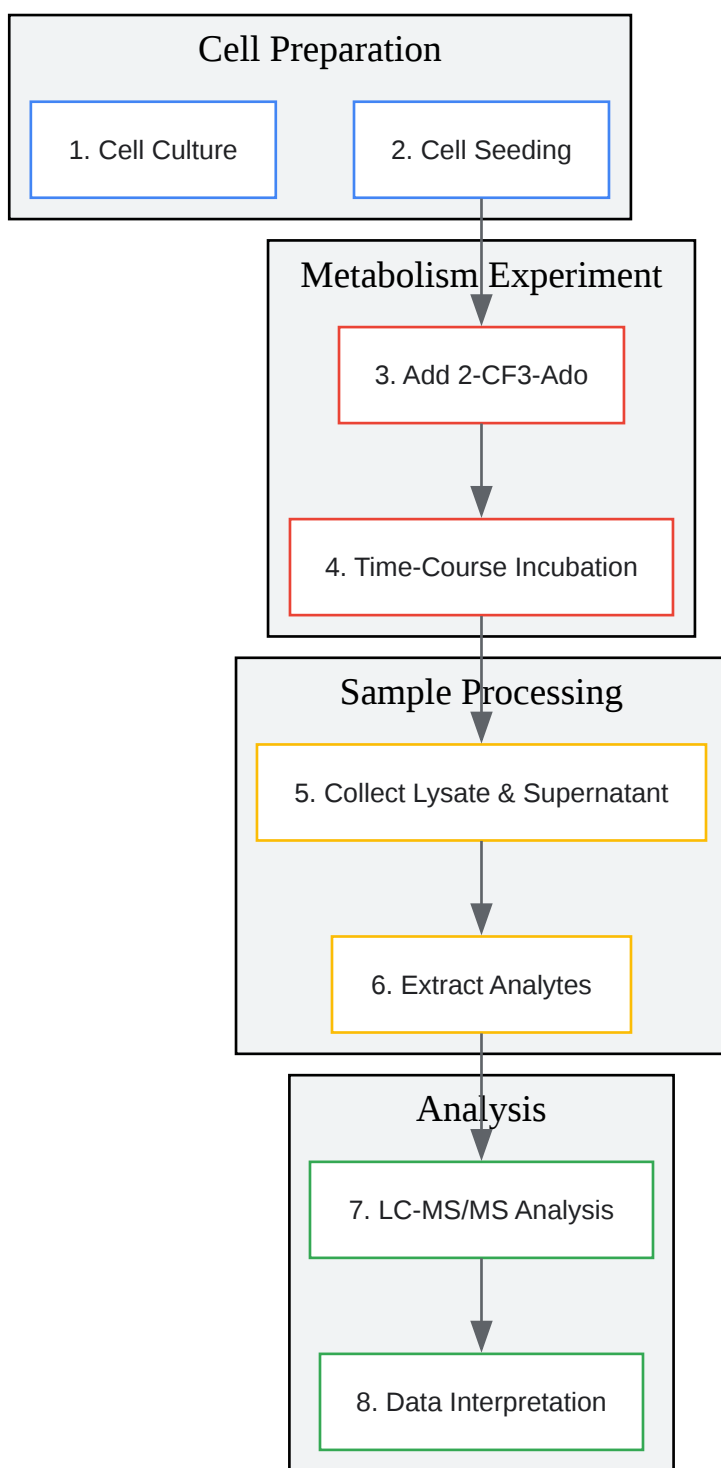 Cell Preparation
1. Cell Culture
2. Cell Seeding
Metabolism Experiment
3. Add 2-CF3-Ado
4. Time-Course Incubation
Sample Processing
5. Collect Lysate & Supernatant
6. Extract Analytes
Analysis
7. LC-MS/MS Analysis
8. Data Interpretation